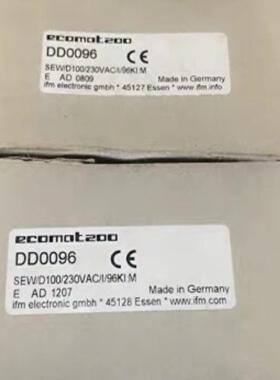 ecomat200
DD0096 CE
SEW/D100/230VAC/I/96KI:M
E AD 0809 Made in Germany
ifm electronic gmbh * 45127 Essen * www.ifm.info
ecomat200
DD0096 CE
SEW/D100/230VAC/I/96KI:M
E AD 1207 Made in Germany
ifm electronic gmbh * 45128 Essen * www.ifm.com